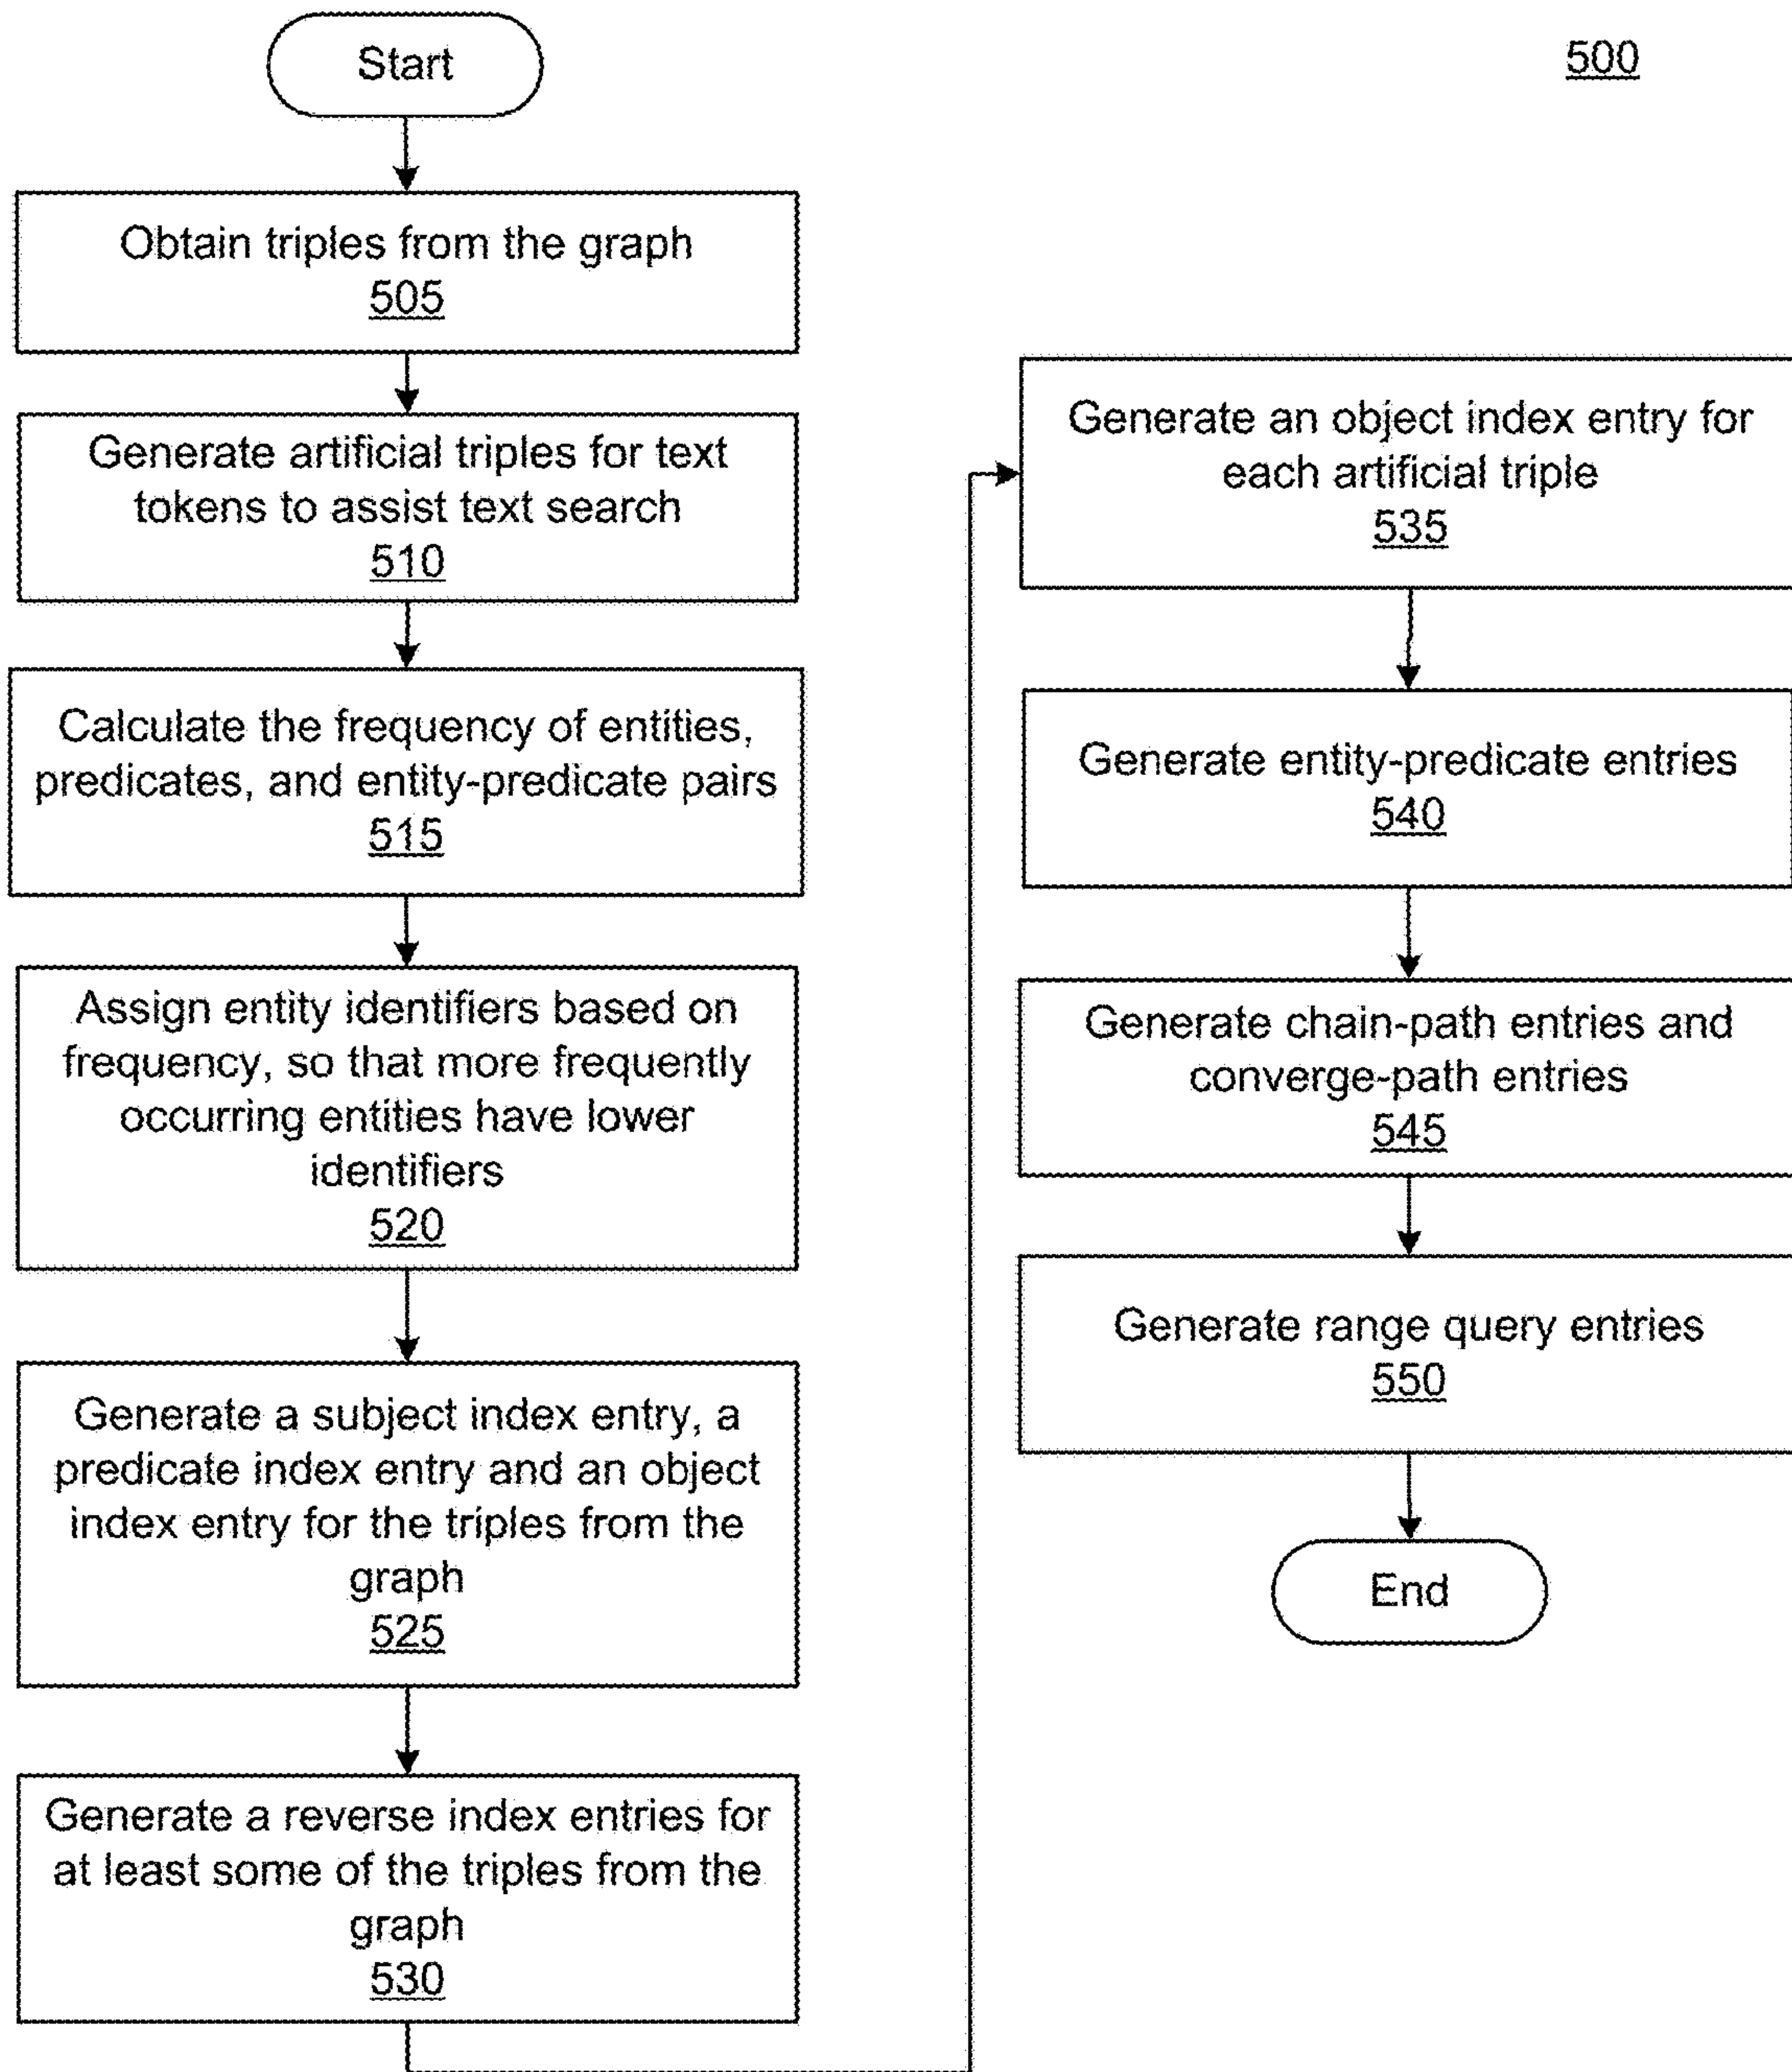 Start
500
Obtain triples from the graph
505
Generate artificial triples for text
tokens to assist text search
510
Calculate the frequency of entities,
predicates, and entity-predicate pairs
515
Assign entity identifiers based on
frequency, so that more frequently
occurring entities have lower
identifiers
520
Generate a subject index entry, a
predicate index entry and an object
index entry for the triples from the
graph
525
Generate a reverse index entries for
at least some of the triples from the
graph
530
Generate an object index entry for
each artificial triple
535
Generate entity-predicate entries
540
Generate chain-path entries and
converge-path entries
545
Generate range query entries
550
End